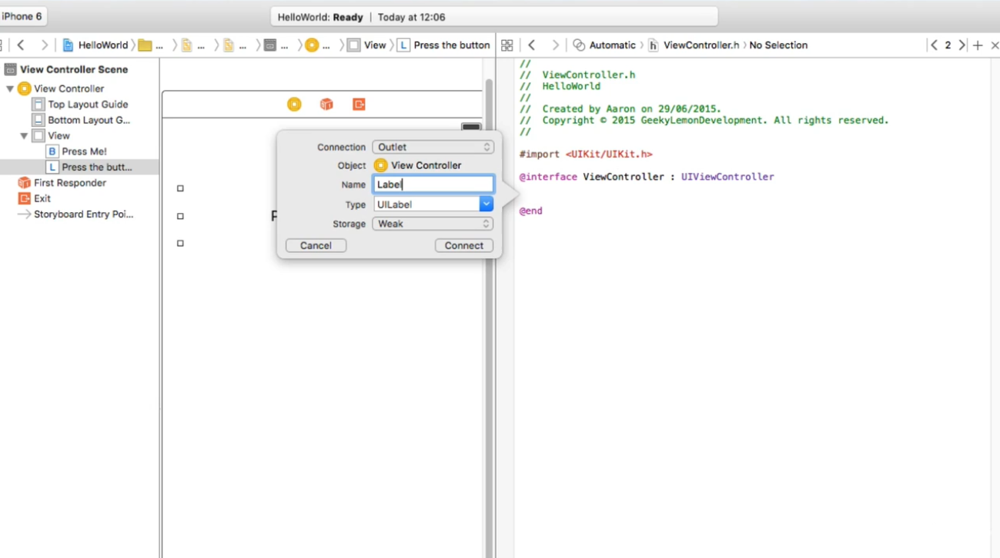 iPhone 6
HelloWorld: Ready | Today at 12:06
HelloWorld ... ... ... ... ... View L Press the button
Automatic h ViewController.h No Selection 2
View Controller Scene
View Controller
Top Layout Guide
Bottom Layout G...
View
B Press Me!
L Press the butt...
First Responder
Exit
Storyboard Entry Poi...
Connection Outlet
Object View Controller
Name Label
Type UILabel
Storage Weak
Cancel Connect
P
//
// ViewController.h
// HelloWorld
//
// Created by Aaron on 29/06/2015.
// Copyright © 2015 GeekyLemonDevelopment. All rights reserved.
//
#import <UIKit/UIKit.h>
@interface ViewController : UIViewController
@end